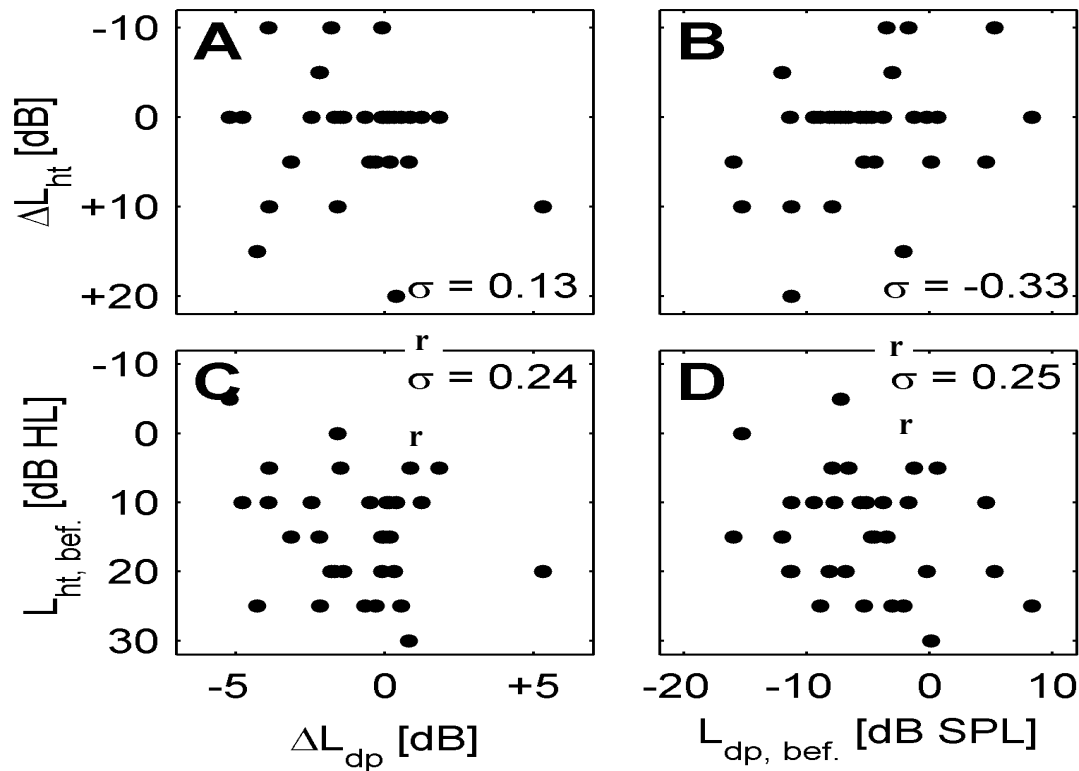 A
B
-10
0
+10
+20
ΔL_ht [dB]
σ = 0.13
σ = -0.33
r
r
C
D
σ = 0.24
σ = 0.25
r
r
-10
0
10
20
30
L_ht, bef. [dB HL]
-5
0
+5
-20
-10
0
10
ΔL_dp [dB]
L_dp, bef. [dB SPL]